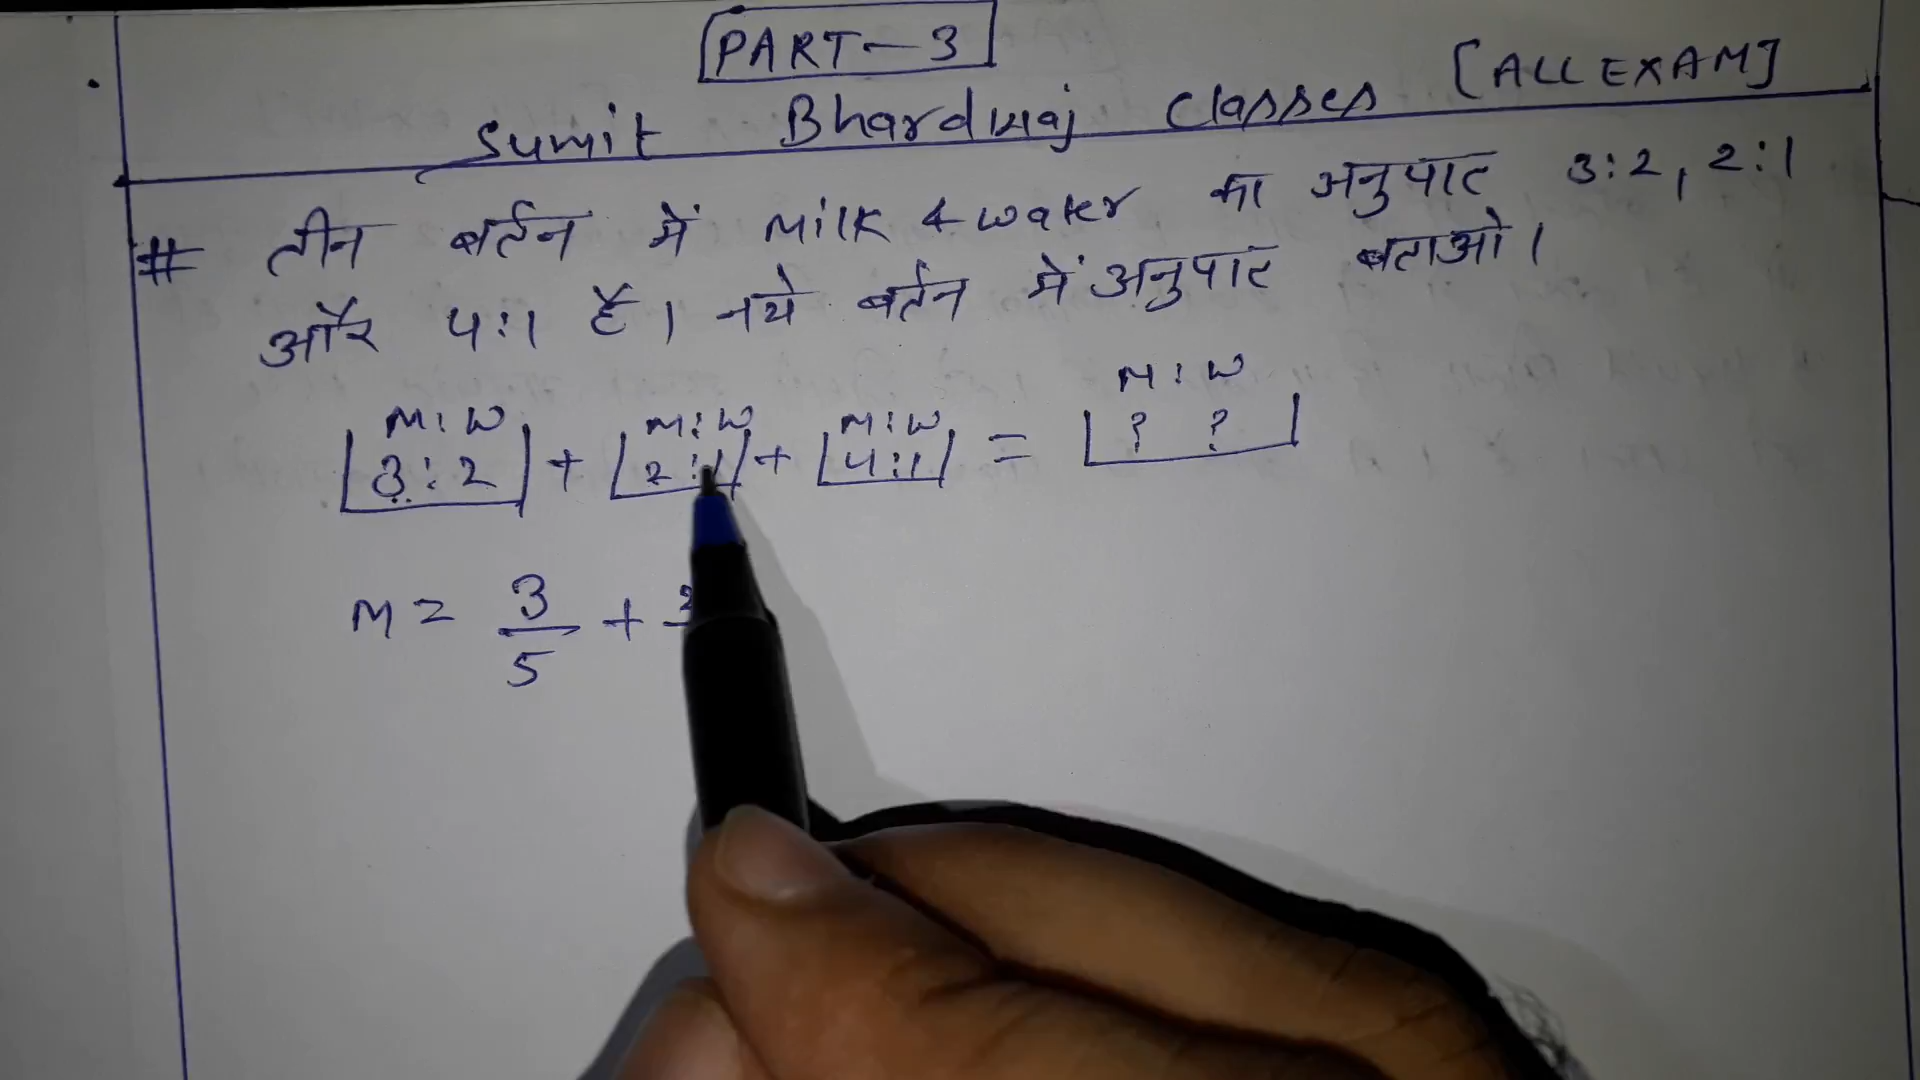 PART-3
Sumit Bhardwaj Classes [ALL EXAM]
# तीन बर्तन में Milk & water का अनुपात 3:2, 2:1
और 4:1 है। नये बर्तन में अनुपात बताओ।
M:W M:W M:W M:W
3:2 + 2:1 + 4:1 = ? ?
M = 3/5 + 2